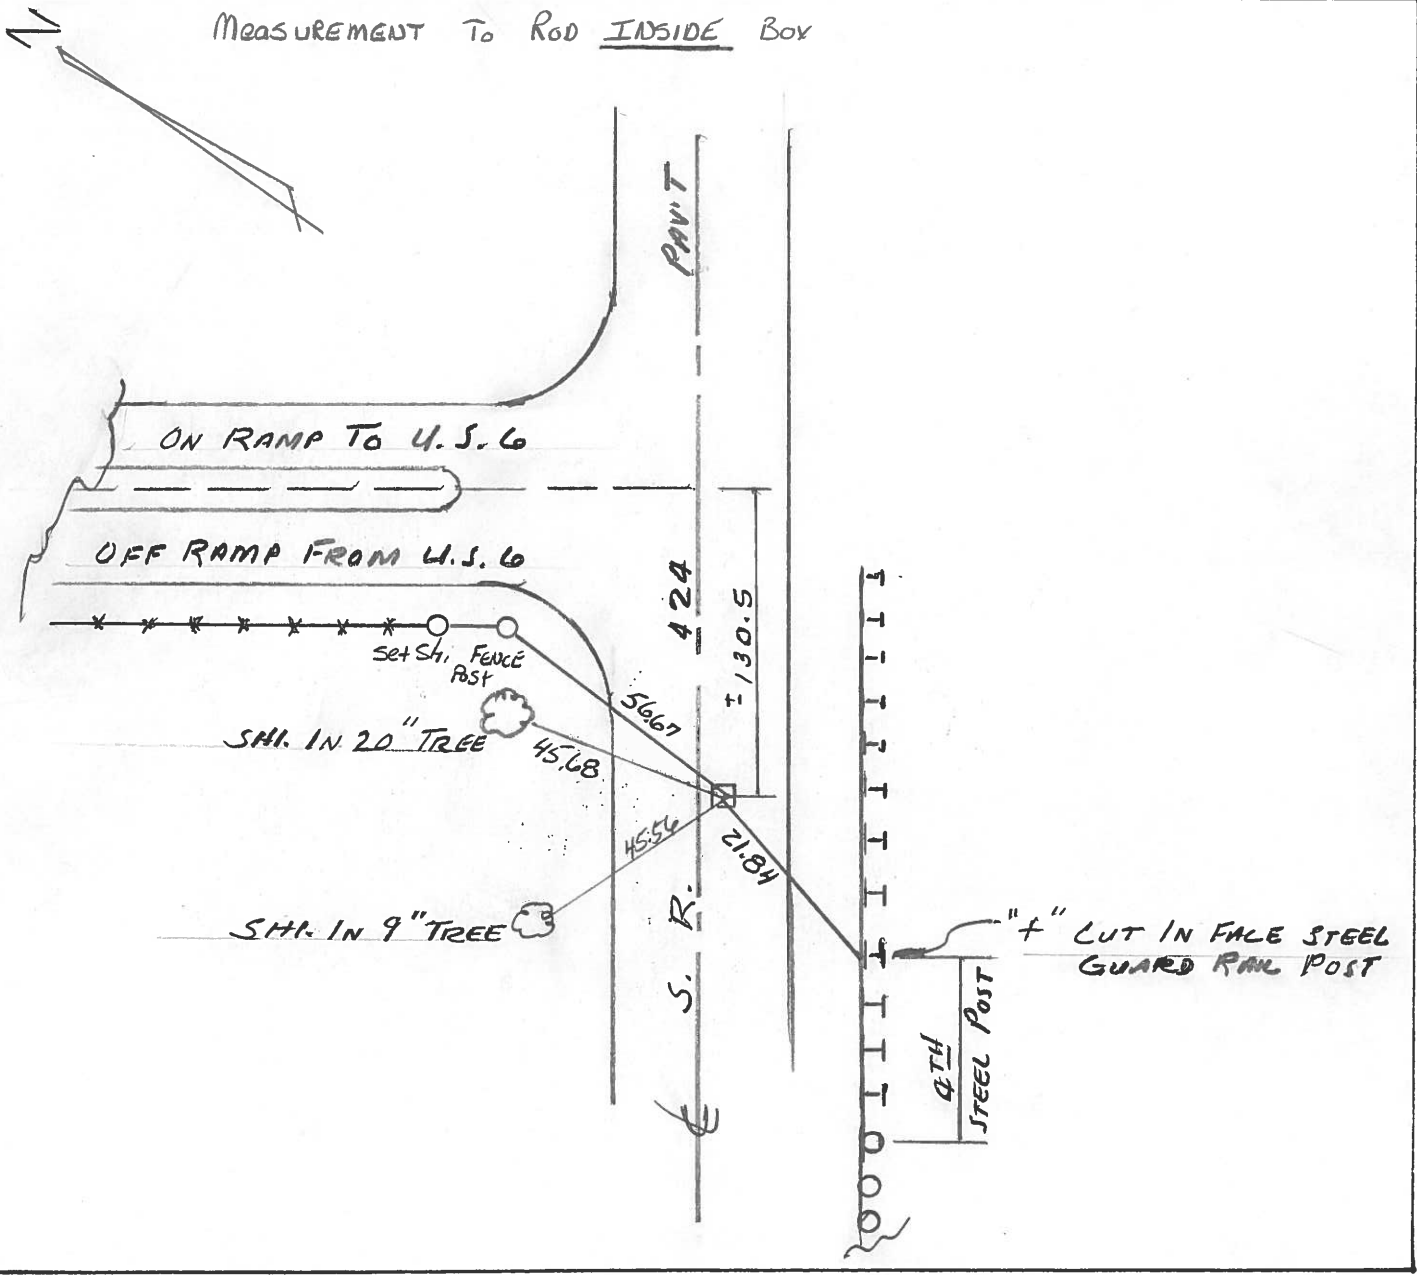 N
MeasUREMENT To ROD INSIDE BOX
PAV'T
ON RAMP TO U.S.6
OFF RAMP FROM U.S.6
424
±130.5
Set Shi
FENCE
Post
56.67
SHI. IN 20" TREE
45.68
45.56
21.84
SHI. IN 9" TREE
S. R.
"+" CUT IN FACE STEEL
GUARD RAIL POST
4TH
STEEL POST
℄